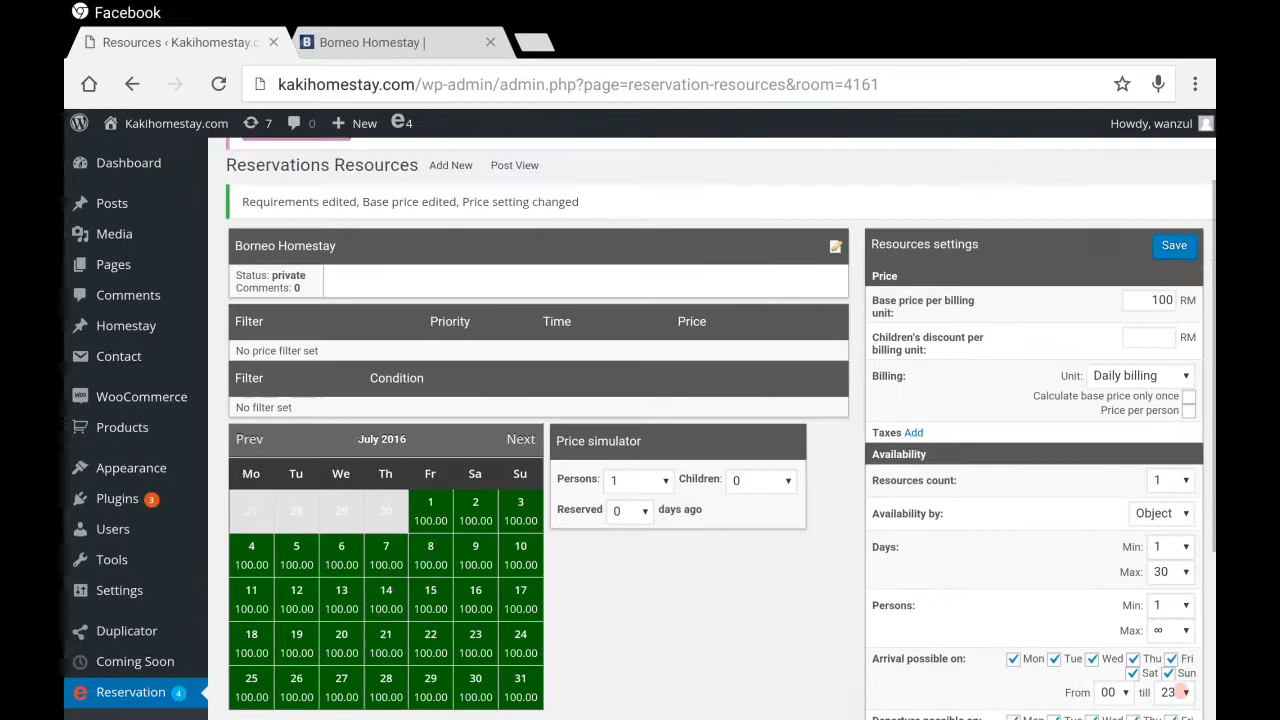 Facebook
Resources ‹ Kakihomestay.c
Borneo Homestay |
kakihomestay.com/wp-admin/admin.php?page=reservation-resources&room=4161
Kakihomestay.com 7 0 New 4 Howdy, wanzul
Dashboard
Posts
Media
Pages
Comments
Homestay
Contact
WooCommerce
Products
Appearance
Plugins 3
Users
Tools
Settings
Duplicator
Coming Soon
Reservation 4
Reservations Resources Add New Post View
Requirements edited, Base price edited, Price setting changed
Borneo Homestay
Status: private
Comments: 0
Filter Priority Time Price
No price filter set
Filter Condition
No filter set
Prev July 2016 Next
Mo Tu We Th Fr Sa Su
27 28 29 30 1 2 3
100.00 100.00 100.00
4 5 6 7 8 9 10
100.00 100.00 100.00 100.00 100.00 100.00 100.00
11 12 13 14 15 16 17
100.00 100.00 100.00 100.00 100.00 100.00 100.00
18 19 20 21 22 23 24
100.00 100.00 100.00 100.00 100.00 100.00 100.00
25 26 27 28 29 30 31
100.00 100.00 100.00 100.00 100.00 100.00 100.00
Price simulator
Persons: 1 Children: 0
Reserved 0 days ago
Resources settings Save
Price
Base price per billing 100 RM
unit:
Children's discount per RM
billing unit:
Billing: Unit: Daily billing
Calculate base price only once
Price per person
Taxes Add
Availability
Resources count: 1
Availability by: Object
Days: Min: 1
Max: 30
Persons: Min: 1
Max: ∞
Arrival possible on: Mon Tue Wed Thu Fri
Sat Sun
From 00 till 23